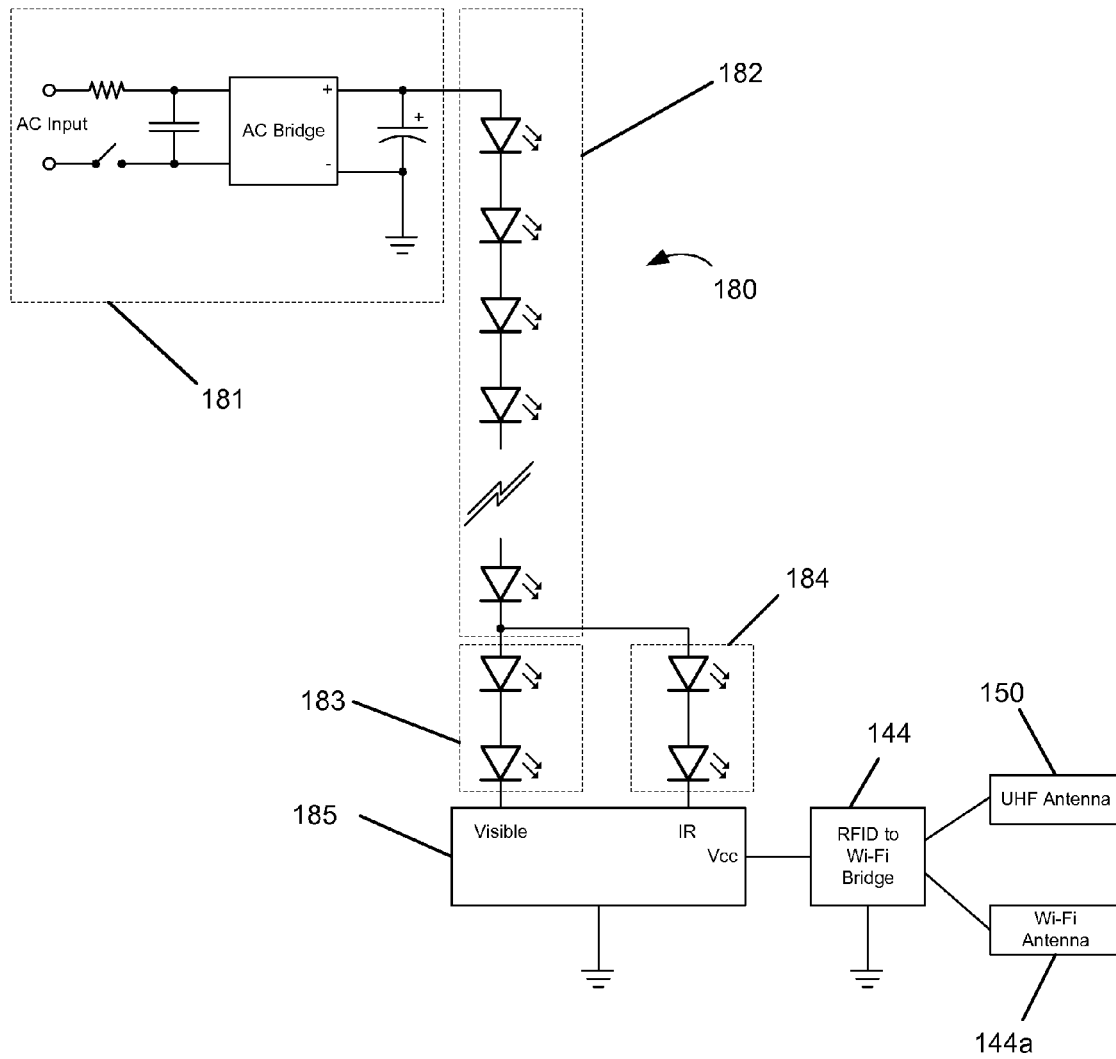 182
+
+
AC Input
AC Bridge
-
180
181
184
183
150
144
UHF Antenna
185
Visible
IR
RFID to
Wi-Fi
Bridge
Vcc
Wi-Fi
Antenna
144a